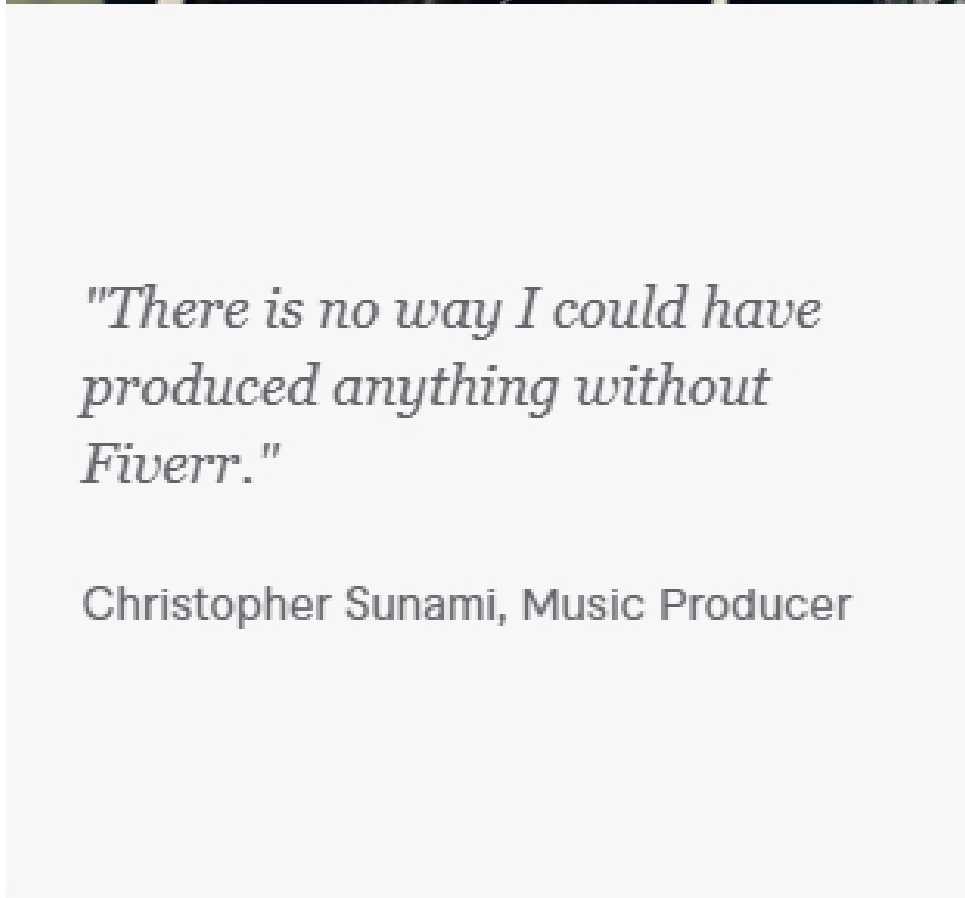 "There is no way I could have
produced anything without
Fiverr."
Christopher Sunami, Music Producer